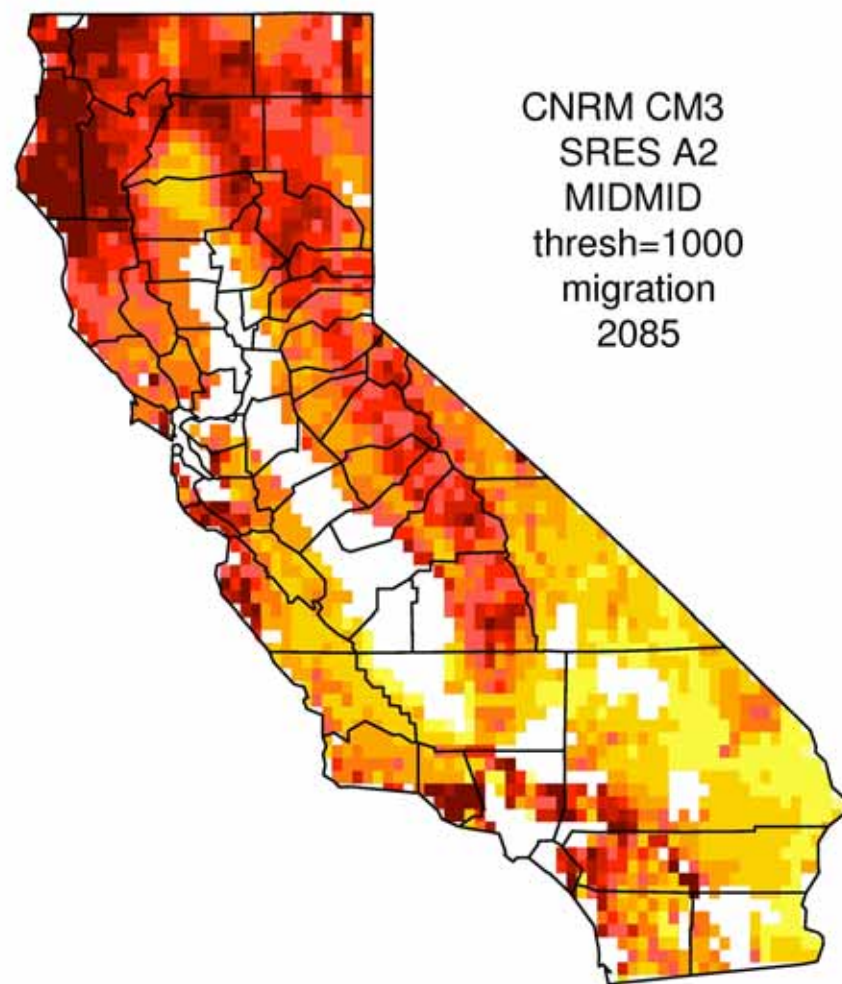 CNRM CM3
SRES A2
MIDMID
thresh=1000
migration
2085